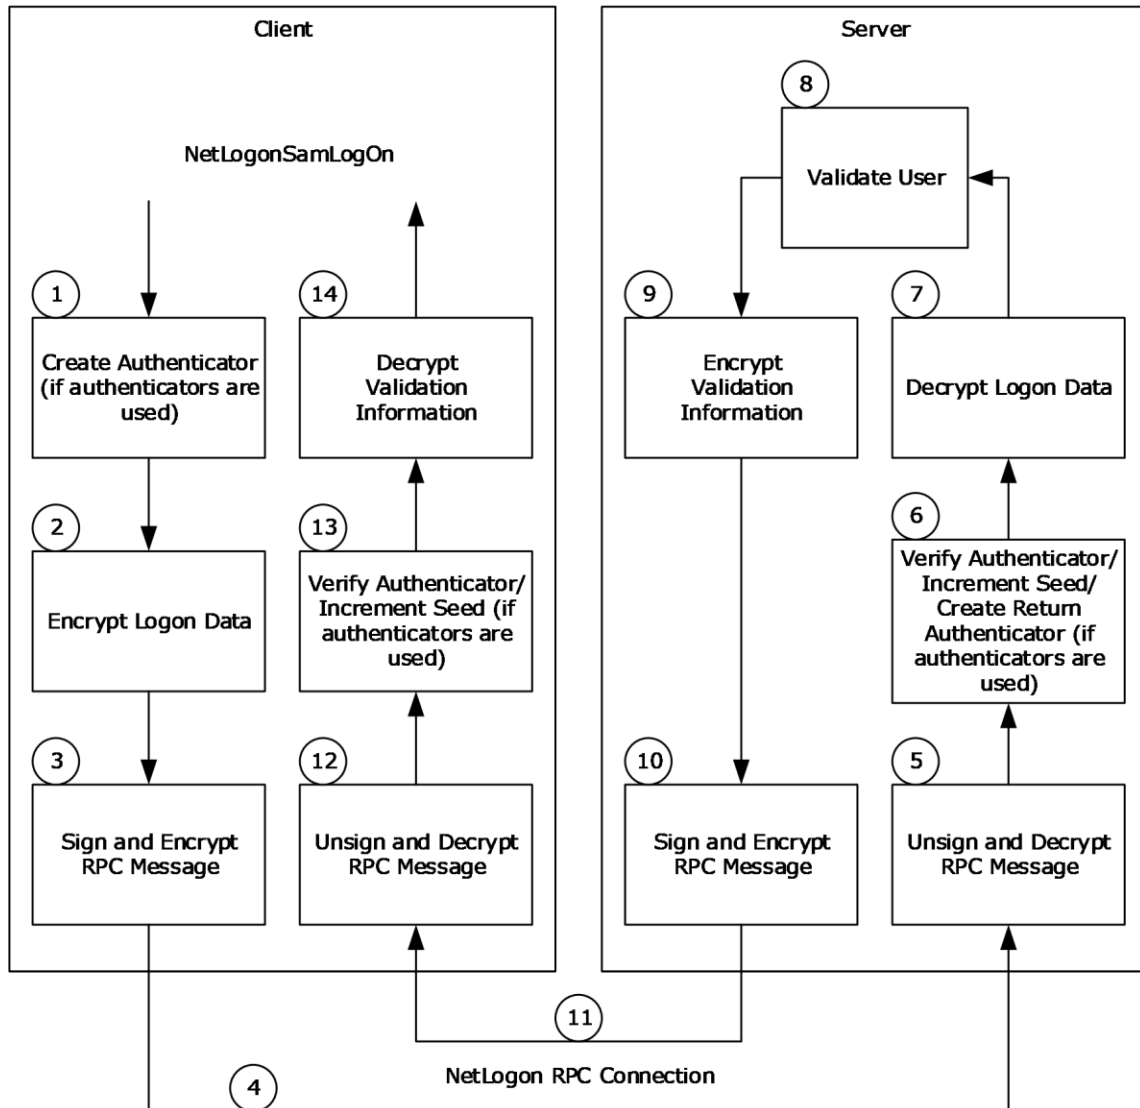 Client
NetLogonSamLogOn
1
Create Authenticator
(if authenticators are
used)
2
Encrypt Logon Data
3
Sign and Encrypt
RPC Message
14
Decrypt
Validation
Information
13
Verify Authenticator/
Increment Seed (if
authenticators are
used)
12
Unsign and Decrypt
RPC Message
Server
8
Validate User
9
Encrypt
Validation
Information
10
Sign and Encrypt
RPC Message
7
Decrypt Logon Data
6
Verify Authenticator/
Increment Seed/
Create Return
Authenticator (if
authenticators are
used)
5
Unsign and Decrypt
RPC Message
11
NetLogon RPC Connection
4